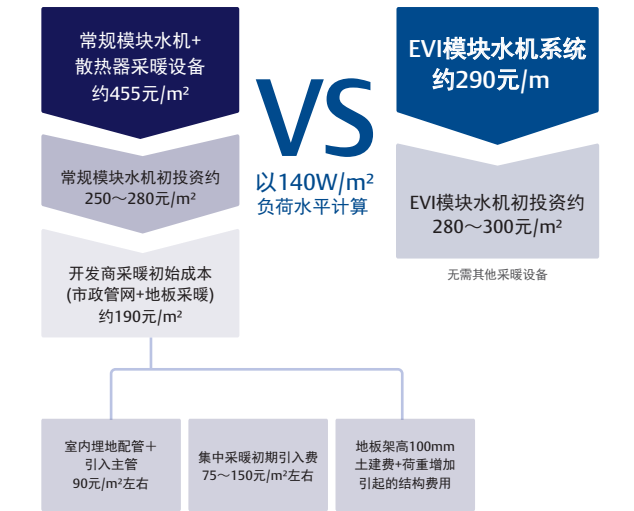 常规模块水机+
散热器采暖设备
约455元/m²
常规模块水机初投资约
250～280元/m²
开发商采暖初始成本
(市政管网+地板采暖)
约190元/m²
VS
以140W/m²
负荷水平计算
EVI模块水机系统
约290元/m
EVI模块水机初投资约
280～300元/m²
无需其他采暖设备
室内埋地配管＋
引入主管
90元/m²左右
集中采暖初期引入费
75～150元/m²左右
地板架高100mm
土建费+荷重增加
引起的结构费用